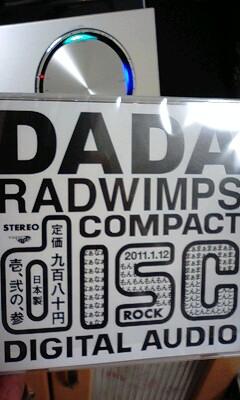 DADA
RADWIMPS
STEREO
COMPACT
disc
定価 九百八十円
日本製
壱、弐の、参
2011.1.12
ROCK
DIGITAL AUDIO